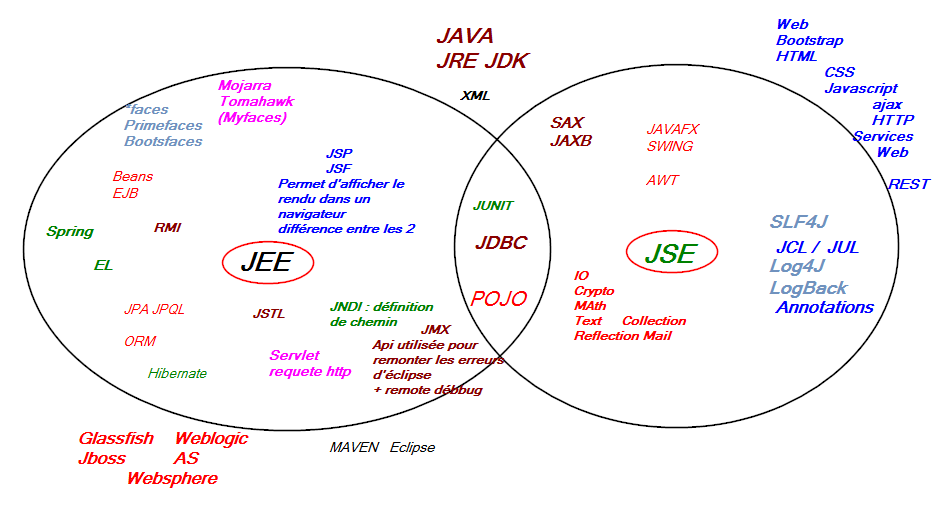 JAVA
JRE JDK
XML
Web
Bootstrap
HTML
CSS
Javascript
ajax
HTTP
Services
Web
REST
Mojarra
Tomahawk
(Myfaces)
*faces
Primefaces
Bootsfaces
JSP
JSF
Permet d'afficher le
rendu dans un
navigateur
différence entre les 2
Beans
EJB
Spring
RMI
EL
JEE
JPA JPQL
JSTL
ORM
Hibernate
JNDI : définition
de chemin
JMX
Api utilisée pour
remonter les erreurs
d'éclipse
+ remote débbug
Servlet
requete http
JUNIT
JDBC
POJO
SAX
JAXB
JAVAFX
SWING
AWT
JSE
IO
Crypto
MAth
Text Collection
Reflection Mail
SLF4J
JCL / JUL
Log4J
LogBack
Annotations
Glassfish Weblogic
Jboss AS
Websphere
MAVEN Eclipse